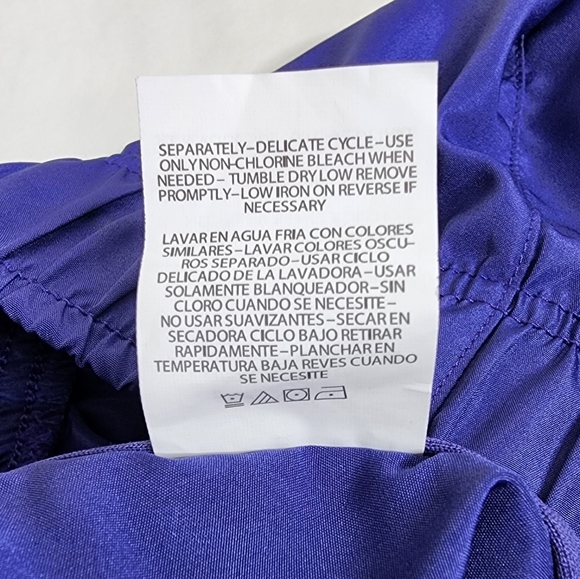 SEPARATELY-DELICATE CYCLE-USE
ONLY NON-CHLORINE BLEACH WHEN
NEEDED- TUMBLE DRY LOW REMOVE
PROMPTLY-LOW IRON ON REVERSE IF
NECESSARY
LAVAR EN AGUA FRIA CON COLORES
SIMILARES-LAVAR COLORES OSCU-
ROS SEPARADO-USAR CICLO
DELICADO DE LA LAVADORA-USAR
SOLAMENTE BLANQUEADOR-SIN
CLORO CUANDO SE NECESITE-
NO USAR SUAVIZANTES-SECAR EN
SECADORA CICLO BAJO RETIRAR
RAPIDAMENTE-PLANCHAR EN
TEMPERATURA BAJA REVES CUANDO
SE NECESITE